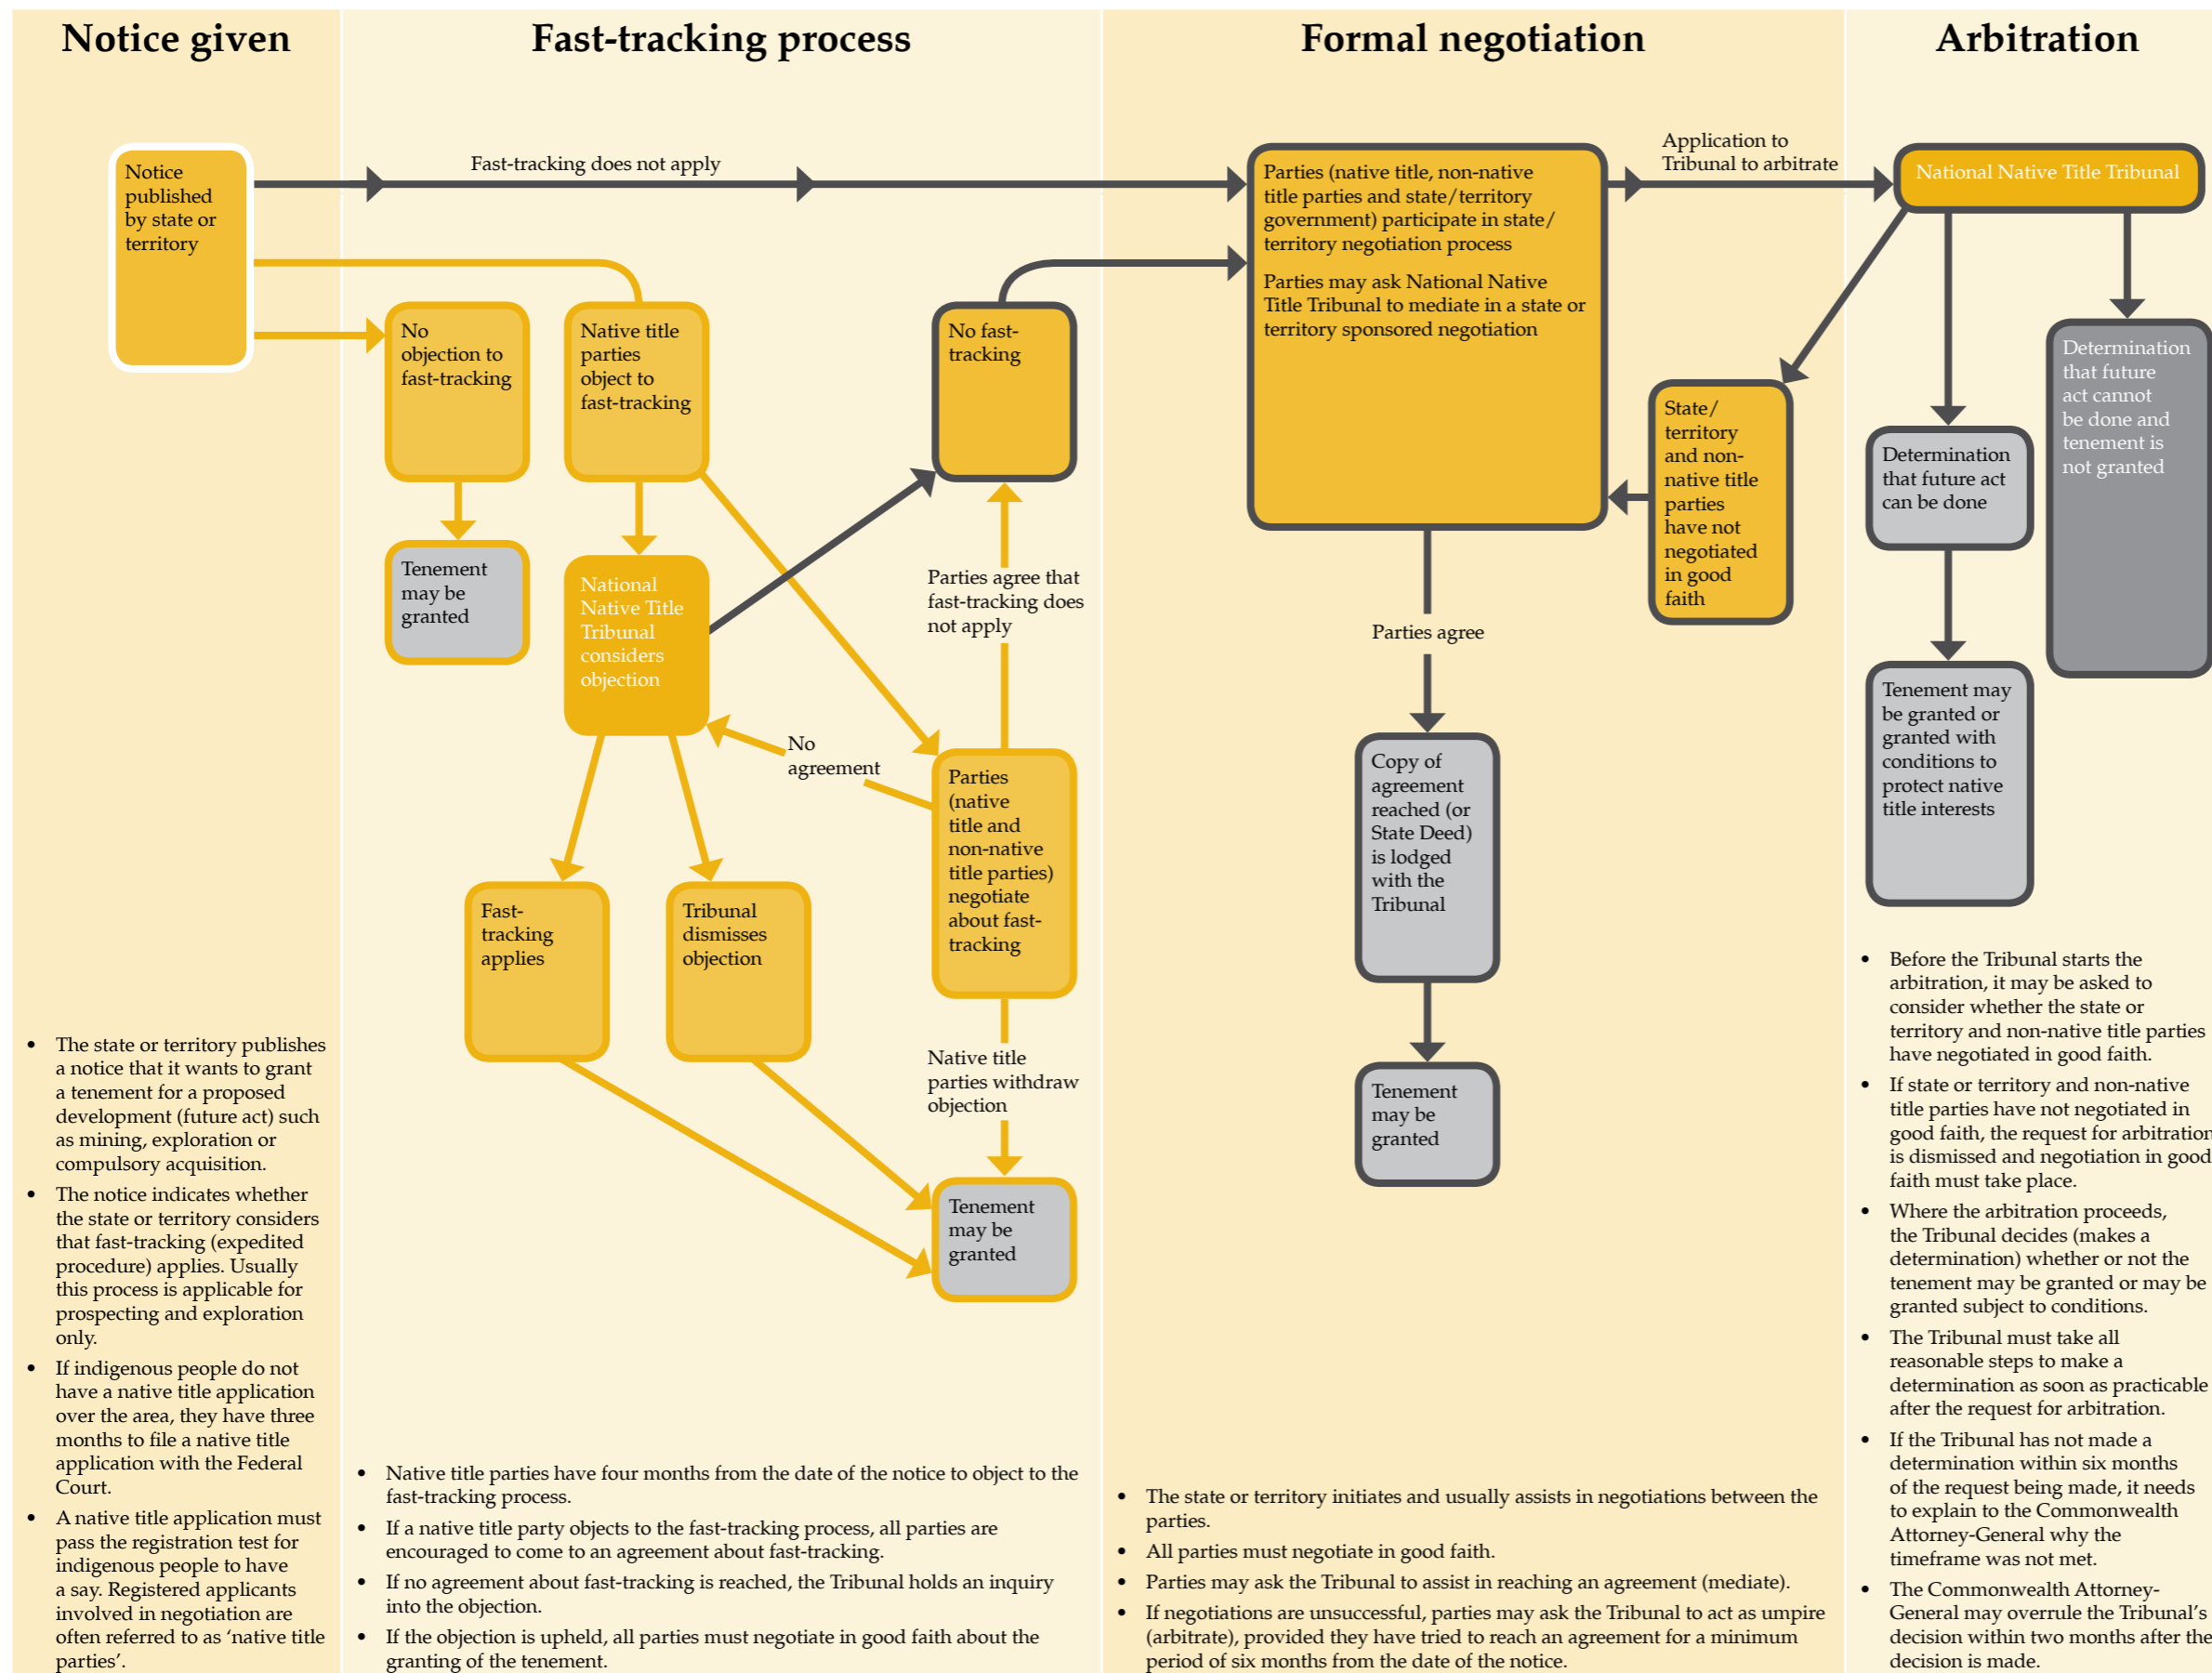 Notice given
Fast-tracking process
Formal negotiation
Arbitration
Notice
published
by state or
territory
Fast-tracking does not apply
No
objection to
fast-tracking
Native title
parties
object to
fast-tracking
No fast-
tracking
Tenement
may be
granted
National
Native Title
Tribunal
considers
objection
Parties agree that
fast-tracking does
not apply
No
agreement
Parties
(native
title and
non-native
title parties)
negotiate
about fast-
tracking
Fast-
tracking
applies
Tribunal
dismisses
objection
Native title
parties withdraw
objection
Tenement
may be
granted
Parties (native title, non-native
title parties and state/territory
government) participate in state/
territory negotiation process
Parties may ask National Native
Title Tribunal to mediate in a state or
territory sponsored negotiation
Application to
Tribunal to arbitrate
State/
territory
and non-
native title
parties
have not
negotiated
in good
faith
Parties agree
Copy of
agreement
reached (or
State Deed)
is lodged
with the
Tribunal
Tenement
may be
granted
National Native Title Tribunal
Determination
that future
act cannot
be done and
tenement is
not granted
Determination
that future act
can be done
Tenement may
be granted or
granted with
conditions to
protect native
title interests
• The state or territory publishes
a notice that it wants to grant
a tenement for a proposed
development (future act) such
as mining, exploration or
compulsory acquisition.
• The notice indicates whether
the state or territory considers
that fast-tracking (expedited
procedure) applies. Usually
this process is applicable for
prospecting and exploration
only.
• If indigenous people do not
have a native title application
over the area, they have three
months to file a native title
application with the Federal
Court.
• A native title application must
pass the registration test for
indigenous people to have
a say. Registered applicants
involved in negotiation are
often referred to as ‘native title
parties’.
• Native title parties have four months from the date of the notice to object to the
fast-tracking process.
• If a native title party objects to the fast-tracking process, all parties are
encouraged to come to an agreement about fast-tracking.
• If no agreement about fast-tracking is reached, the Tribunal holds an inquiry
into the objection.
• If the objection is upheld, all parties must negotiate in good faith about the
granting of the tenement.
• The state or territory initiates and usually assists in negotiations between the
parties.
• All parties must negotiate in good faith.
• Parties may ask the Tribunal to assist in reaching an agreement (mediate).
• If negotiations are unsuccessful, parties may ask the Tribunal to act as umpire
(arbitrate), provided they have tried to reach an agreement for a minimum
period of six months from the date of the notice.
• Before the Tribunal starts the
arbitration, it may be asked to
consider whether the state or
territory and non-native title parties
have negotiated in good faith.
• If state or territory and non-native
title parties have not negotiated in
good faith, the request for arbitration
is dismissed and negotiation in good
faith must take place.
• Where the arbitration proceeds,
the Tribunal decides (makes a
determination) whether or not the
tenement may be granted or may be
granted subject to conditions.
• The Tribunal must take all
reasonable steps to make a
determination as soon as practicable
after the request for arbitration.
• If the Tribunal has not made a
determination within six months
of the request being made, it needs
to explain to the Commonwealth
Attorney-General why the
timeframe was not met.
• The Commonwealth Attorney-
General may overrule the Tribunal’s
decision within two months after the
decision is made.